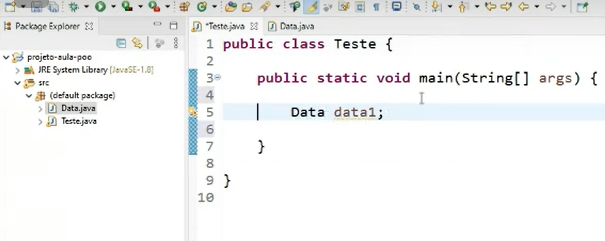 Package Explorer
*Teste.java
Data.java
projeto-aula-poo
JRE System Library [JavaSE-1.8]
src
(default package)
Data.java
Teste.java
1 public class Teste {
2
3 public static void main(String[] args) {
4
5 Data data1;
6
7 }
8
9 }
10